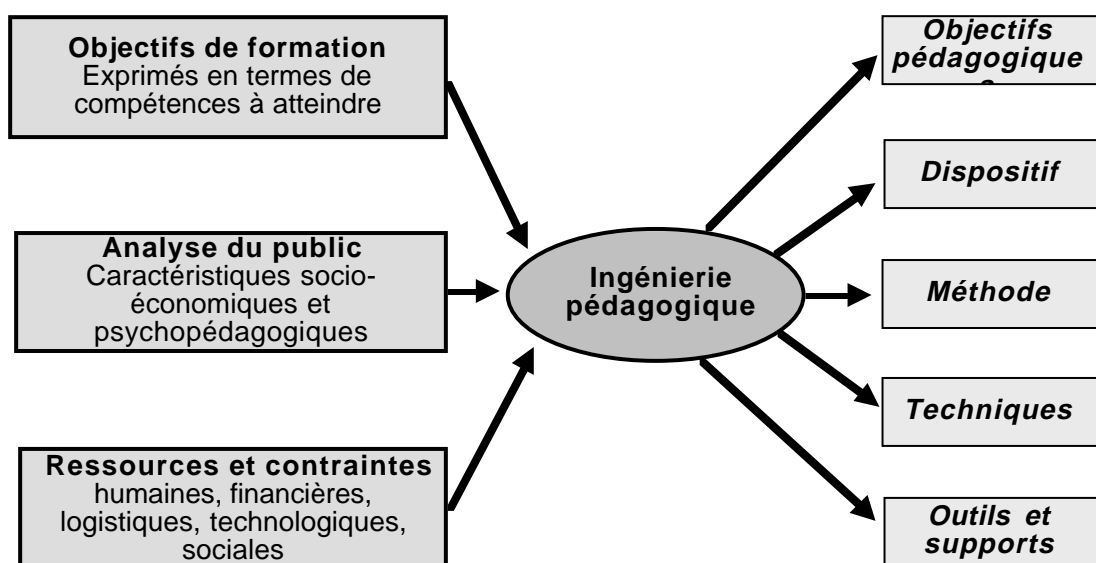 Objectifs de formation
Exprimés en termes de
compétences à atteindre
Analyse du public
Caractéristiques socio-
économiques et
psychopédagogiques
Ressources et contraintes
humaines, financières,
logistiques, technologiques,
sociales
Ingénierie
pédagogique
Objectifs
pédagogique
s
Dispositif
Méthode
Techniques
Outils et
supports